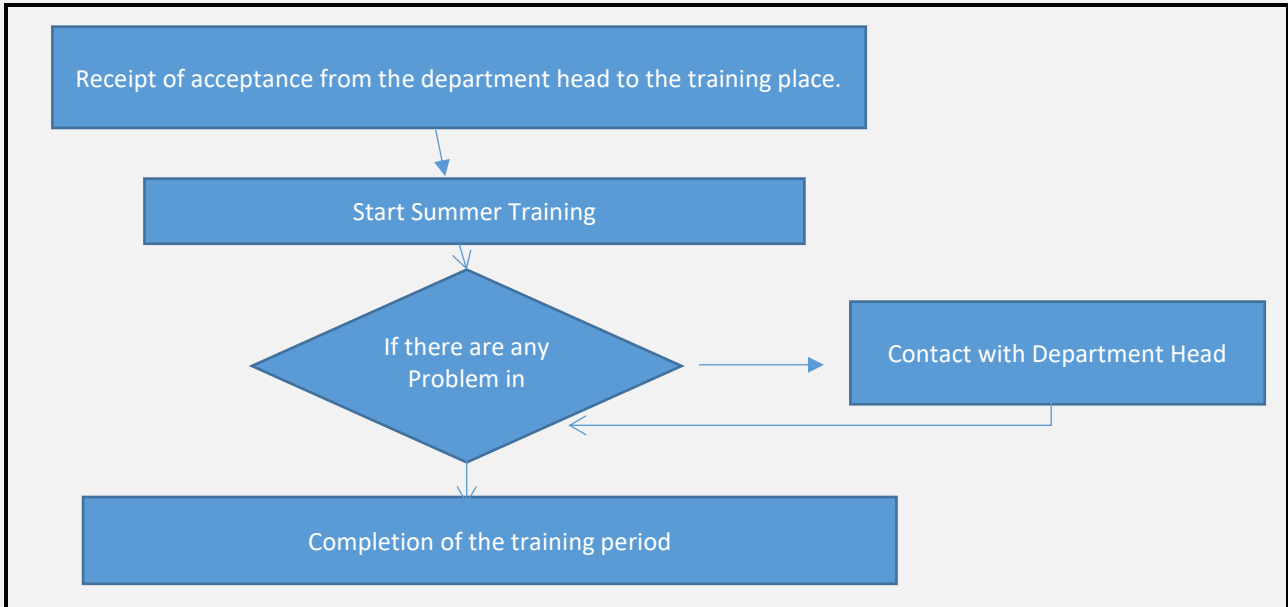 Receipt of acceptance from the department head to the training place.
Start Summer Training
If there are any
Problem in
Contact with Department Head
Completion of the training period